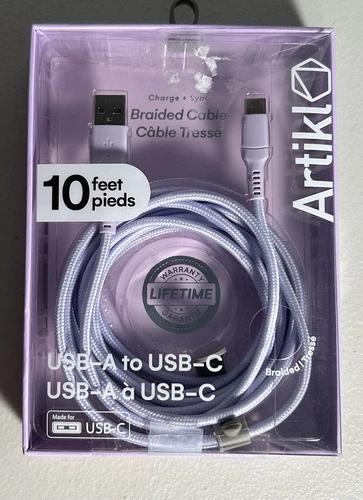 Charge + Sync
Braided Cable
Câble Tressé
Artikl
10 feet
pieds
WARRANTY
LIFETIME
GARANTIE
Braided | Tressé
USB-A to USB-C
USB-A à USB-C
Made for
USB-C